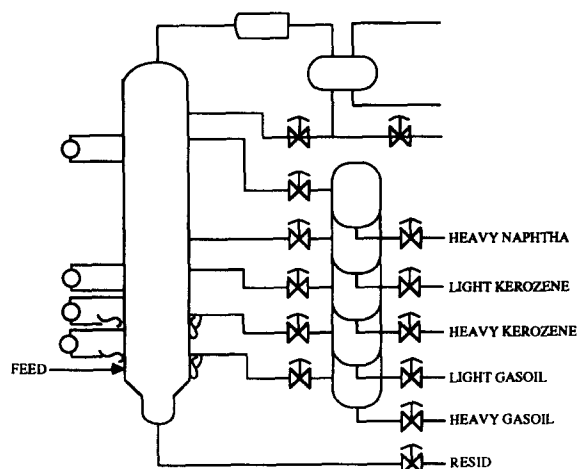 HEAVY NAPHTHA
LIGHT KEROZENE
HEAVY KEROZENE
FEED
LIGHT GASOIL
HEAVY GASOIL
RESID